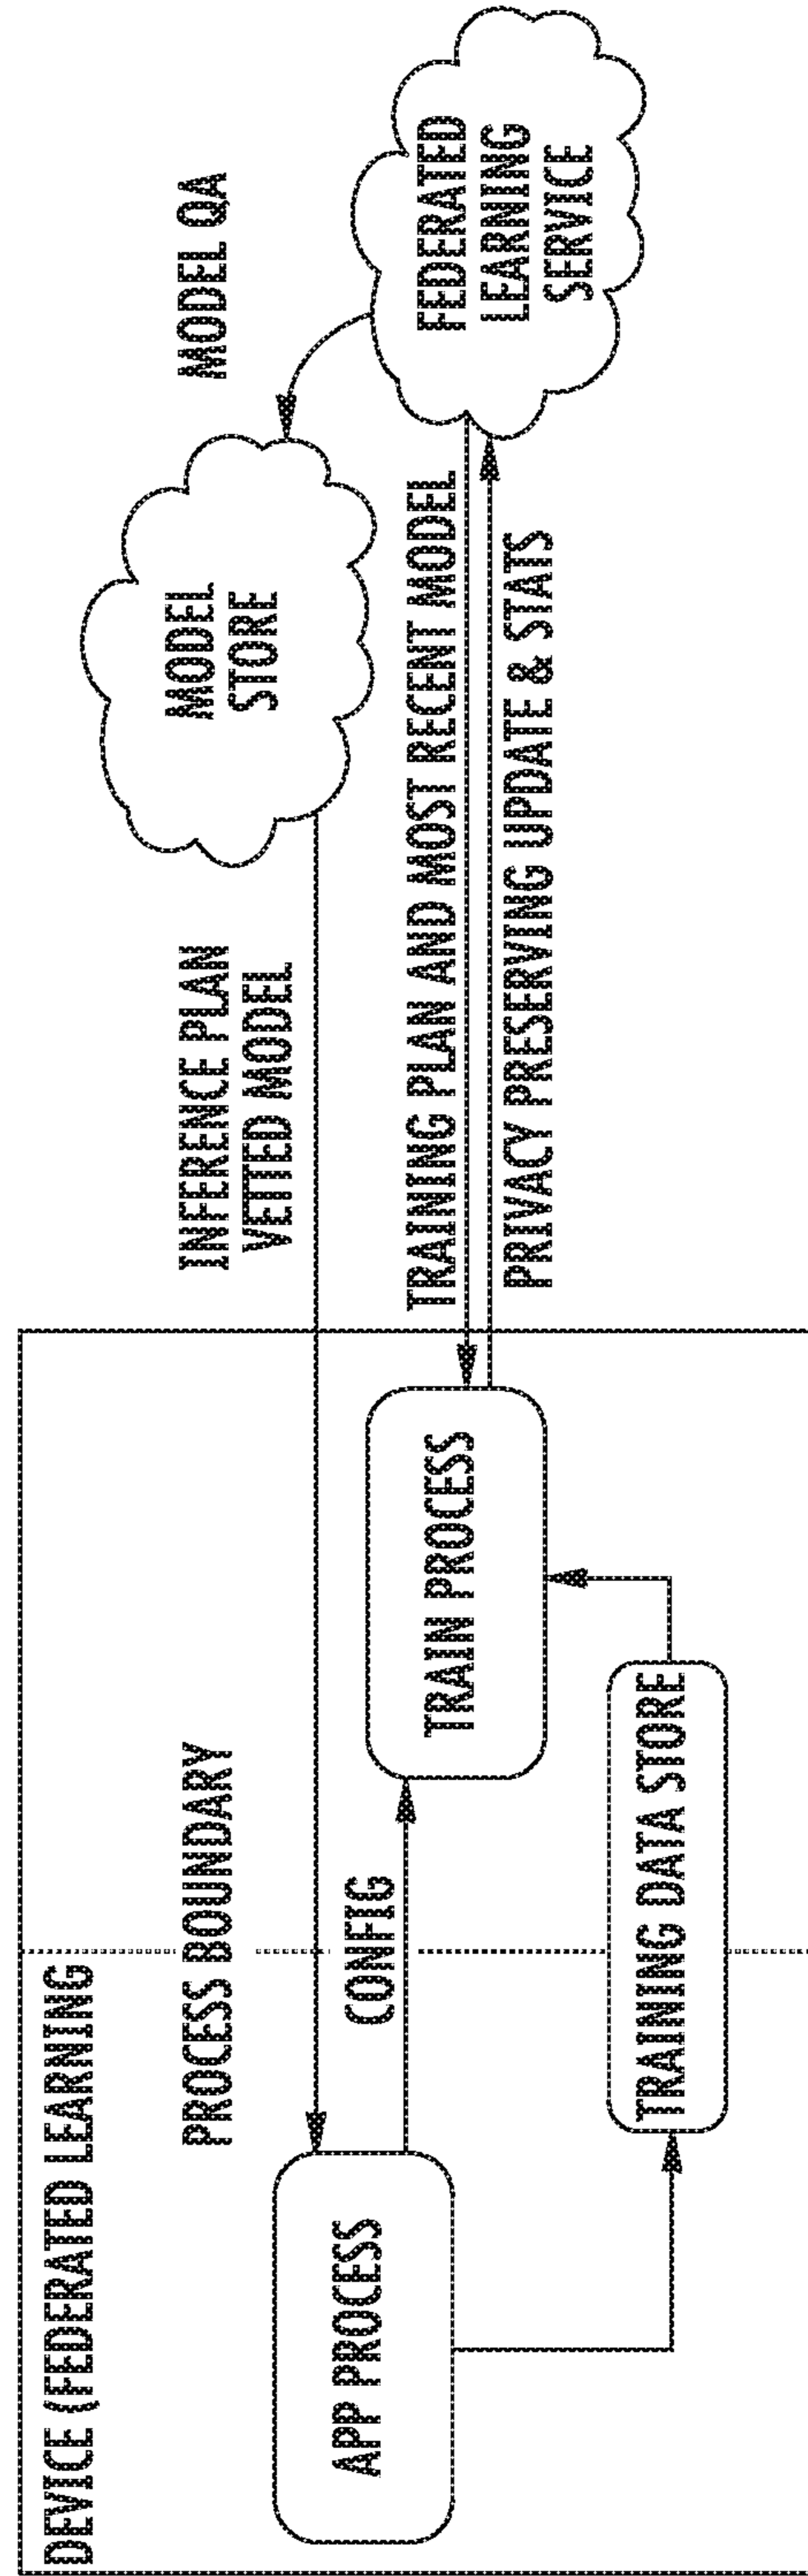 DEVICE (FEDERATED LEARNING
PROCESS BOUNDARY
APP PROCESS
CONFIG
TRAIN PROCESS
TRAINING DATA STORE
INFERENCE PLAN
VETTED MODEL
TRAINING PLAN AND MOST RECENT MODEL
PRIVACY PRESERVING UPDATE & STATS
MODEL
STORE
MODEL QA
FEDERATED
LEARNING
SERVICE